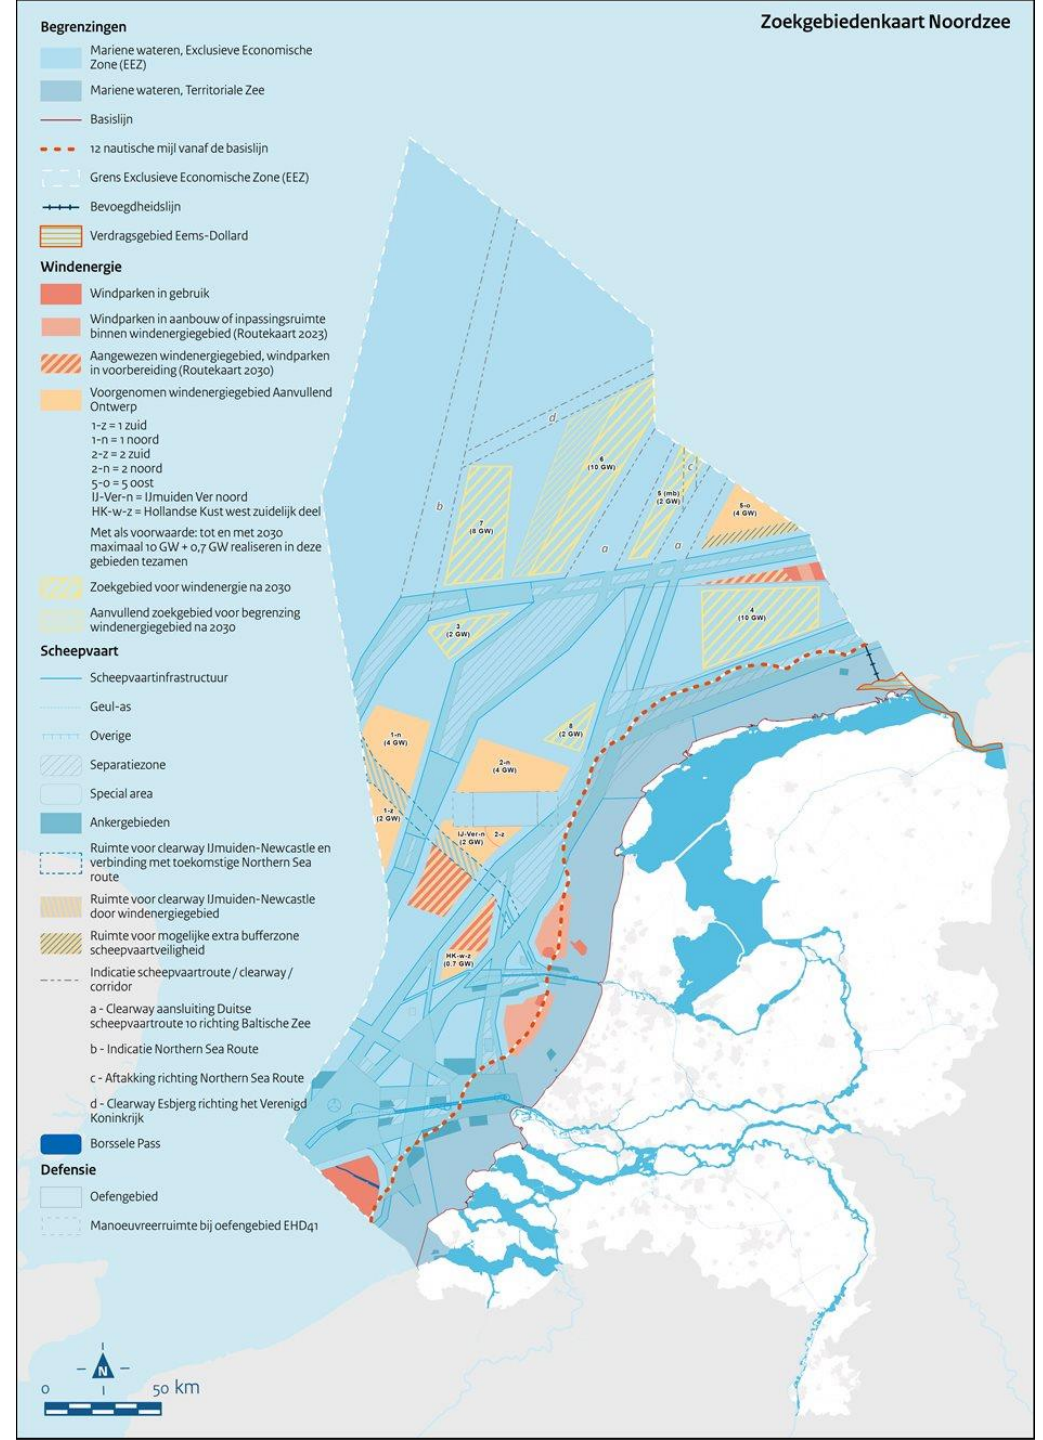 Zoekgebiedenkaart Noordzee
Begrenzingen
Mariene wateren, Exclusieve Economische
Zone (EEZ)
Mariene wateren, Territoriale Zee
Basislijn
12 nautische mijl vanaf de basislijn
Grens Exclusieve Economische Zone (EEZ)
Bevoegdheidslijn
Verdragsgebied Eems-Dollard
Windenergie
Windparken in gebruik
Windparken in aanbouw of inpassingsruimte
binnen windenergiegebied (Routekaart 2023)
Aangewezen windenergiegebied, windparken
in voorbereiding (Routekaart 2030)
Voorgenomen windenergiegebied Aanvullend
Ontwerp
1-z = 1 zuid
1-n = 1 noord
2-z = 2 zuid
2-n = 2 noord
5-o = 5 oost
IJ-Ver-n = IJmuiden Ver noord
HK-w-z = Hollandse Kust west zuidelijk deel
Met als voorwaarde: tot en met 2030
maximaal 10 GW + 0,7 GW realiseren in deze
gebieden tezamen
Zoekgebied voor windenergie na 2030
Aanvullend zoekgebied voor begrenzing
windenergiegebied na 2030
Scheepvaart
Scheepvaartinfrastructuur
Geul-as
Overige
Separatiezone
Special area
Ankergebieden
Ruimte voor clearway IJmuiden-Newcastle en
verbinding met toekomstige Northern Sea
route
Ruimte voor clearway IJmuiden-Newcastle
door windenergiegebied
Ruimte voor mogelijke extra bufferzone
scheepvaartveiligheid
Indicatie scheepvaartroute / clearway /
corridor
a - Clearway aansluiting Duitse
scheepvaartroute 10 richting Baltische Zee
b - Indicatie Northern Sea Route
c - Aftakking richting Northern Sea Route
d - Clearway Esbjerg richting het Verenigd
Koninkrijk
Borssele Pass
Defensie
Oefengebied
Manoeuvreerruimte bij oefengebied EHD41
N
0 50 km
d
6
(10 GW)
c
5 (mb)
(2 GW)
b
7
(8 GW)
5-o
(4 GW)
a
a
4
(10 GW)
3
(2 GW)
8
(2 GW)
1-n
(4 GW)
2-n
(4 GW)
1-z
(2 GW)
IJ-Ver-n
(2 GW)
2-z
HK-w-z
(0.7 GW)